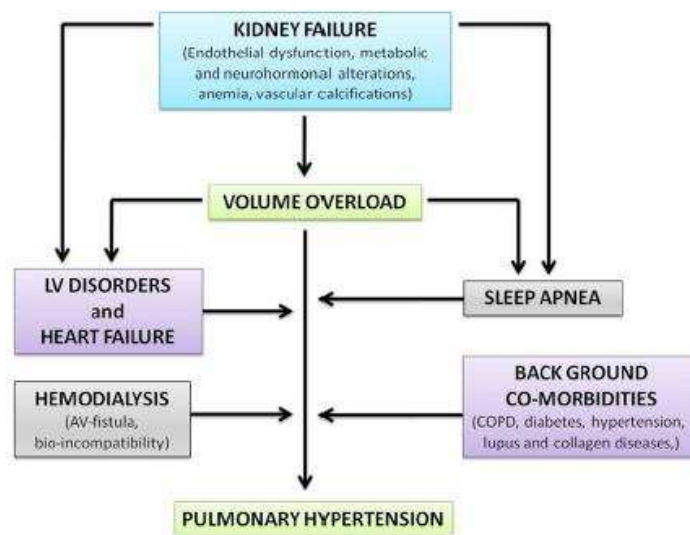 KIDNEY FAILURE
(Endothelial dysfunction, metabolic
and neurohormonal alterations,
anemia, vascular calcifications)
VOLUME OVERLOAD
LV DISORDERS
and
HEART FAILURE
SLEEP APNEA
HEMODIALYSIS
(AV-fistula,
bio-incompatibility)
BACK GROUND
CO-MORBIDITIES
(COPD, diabetes, hypertension,
lupus and collagen diseases,)
PULMONARY HYPERTENSION